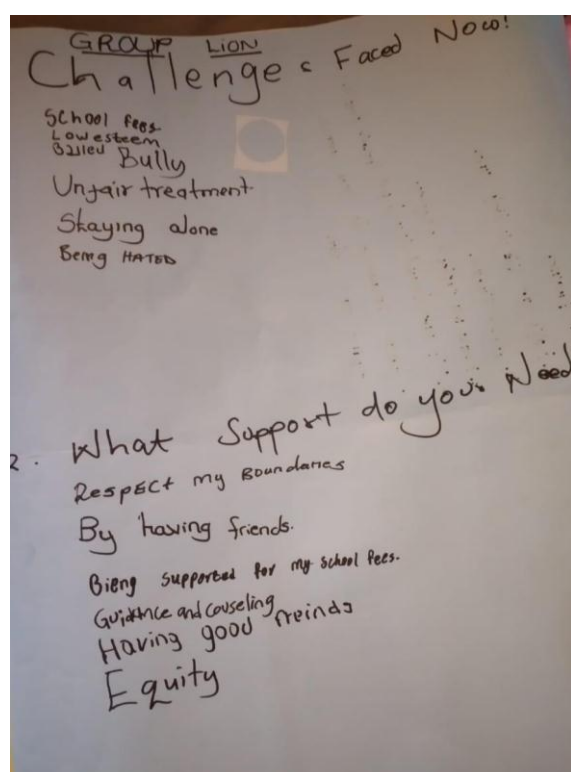 GROUP LION
Challenges Faced Now!
School fees
Low esteem
Bully
Unfair treatment
Staying alone
Being HATED
2. What Support do you Need
Respect my Boundaries
By having friends.
Bieng supported for my school fees.
Guidance and couseling
Having good freinds
Equity